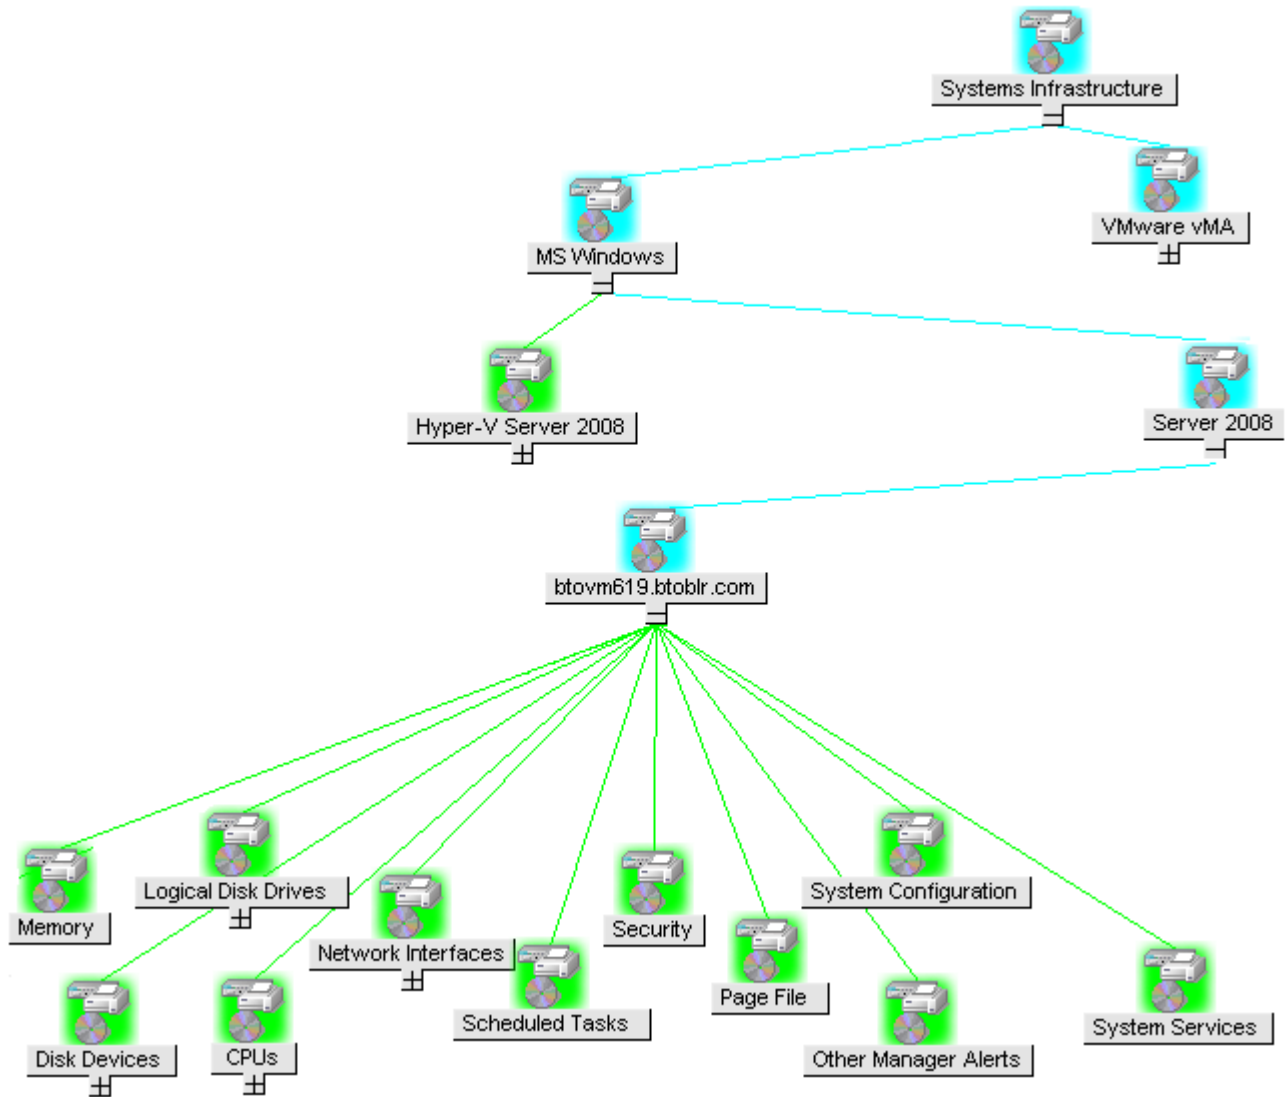 Systems Infrastructure
VMware vMA
MS Windows
Hyper-V Server 2008
Server 2008
btovm619.btoblr.com
Memory
Logical Disk Drives
Network Interfaces
Security
System Configuration
Disk Devices
CPUs
Scheduled Tasks
Page File
Other Manager Alerts
System Services